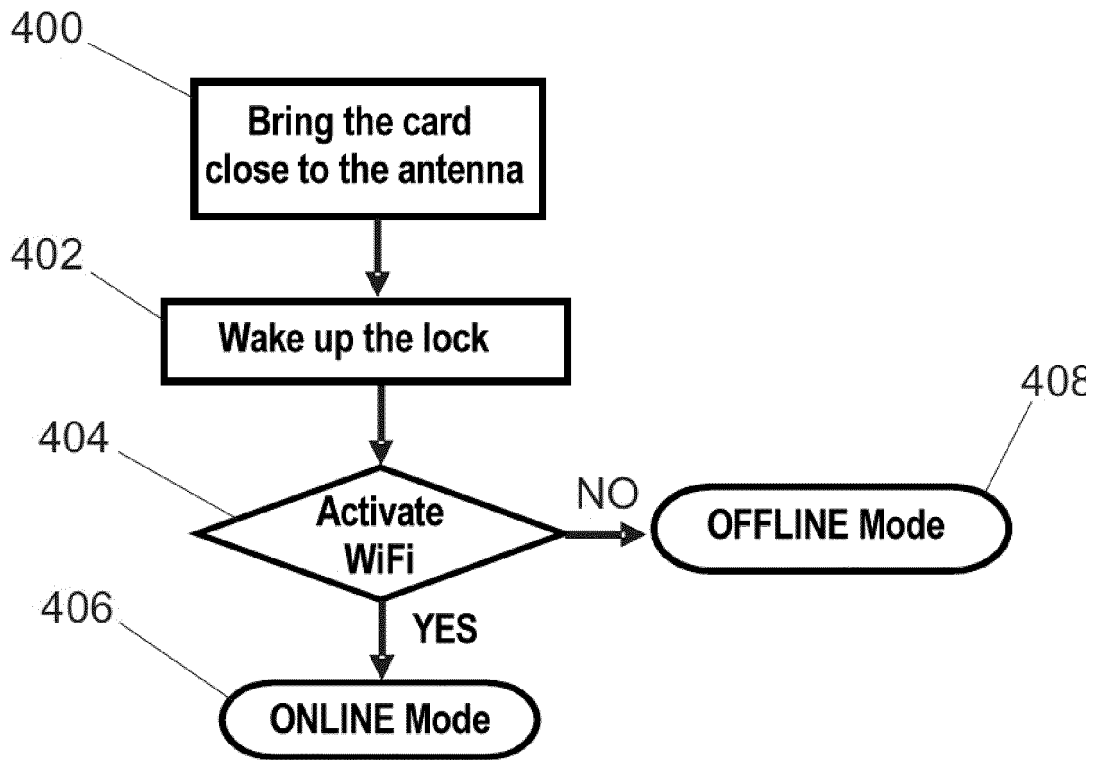 400
Bring the card
close to the antenna
402
Wake up the lock
408
404
Activate
WiFi
NO
OFFLINE Mode
406
YES
ONLINE Mode